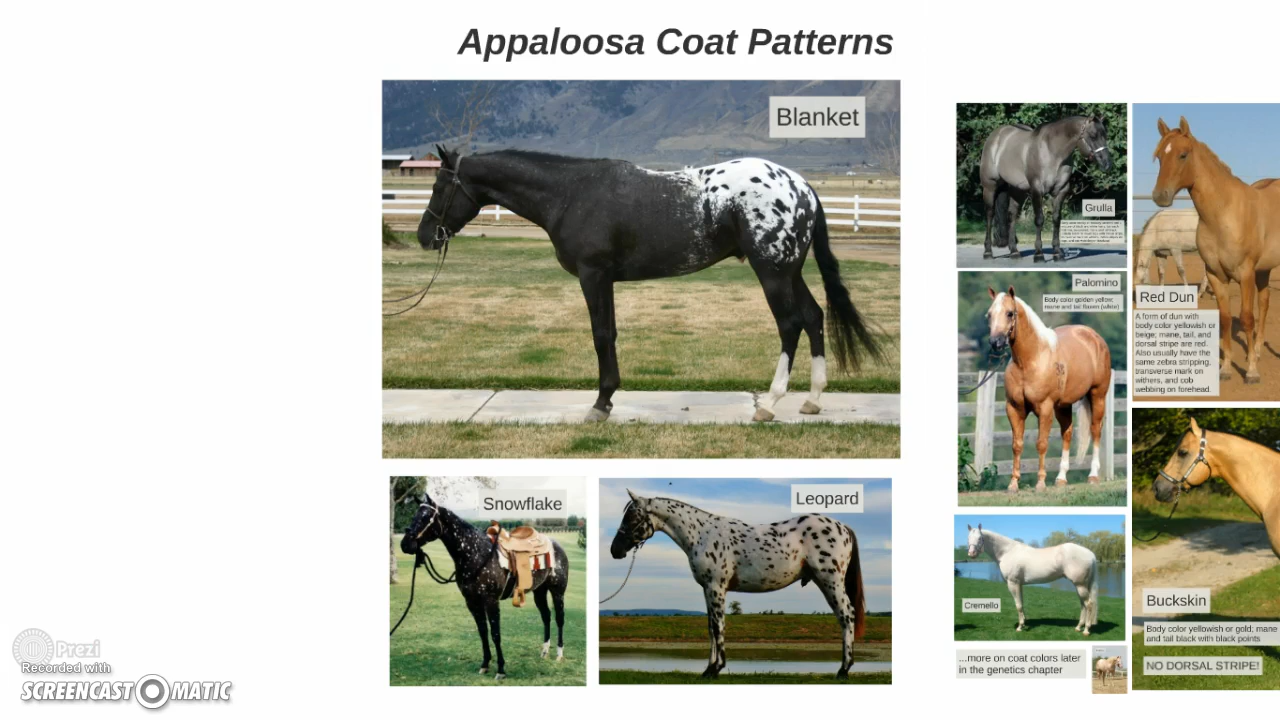 Appaloosa Coat Patterns
Blanket
Snowflake
Leopard
Grulla
Palomino
Body color golden yellow;
mane and tail flaxen (white)
Red Dun
A form of dun with
body color yellowish or
beige; mane, tail, and
dorsal stripe are red.
Also usually have the
same zebra stripping,
transverse mark on
withers, and cob
webbing on forehead.
Cremello
Buckskin
Body color yellowish or gold; mane
and tail black with black points
NO DORSAL STRIPE!
...more on coat colors later
in the genetics chapter
Prezi
Recorded with
SCREENCAST-O-MATIC